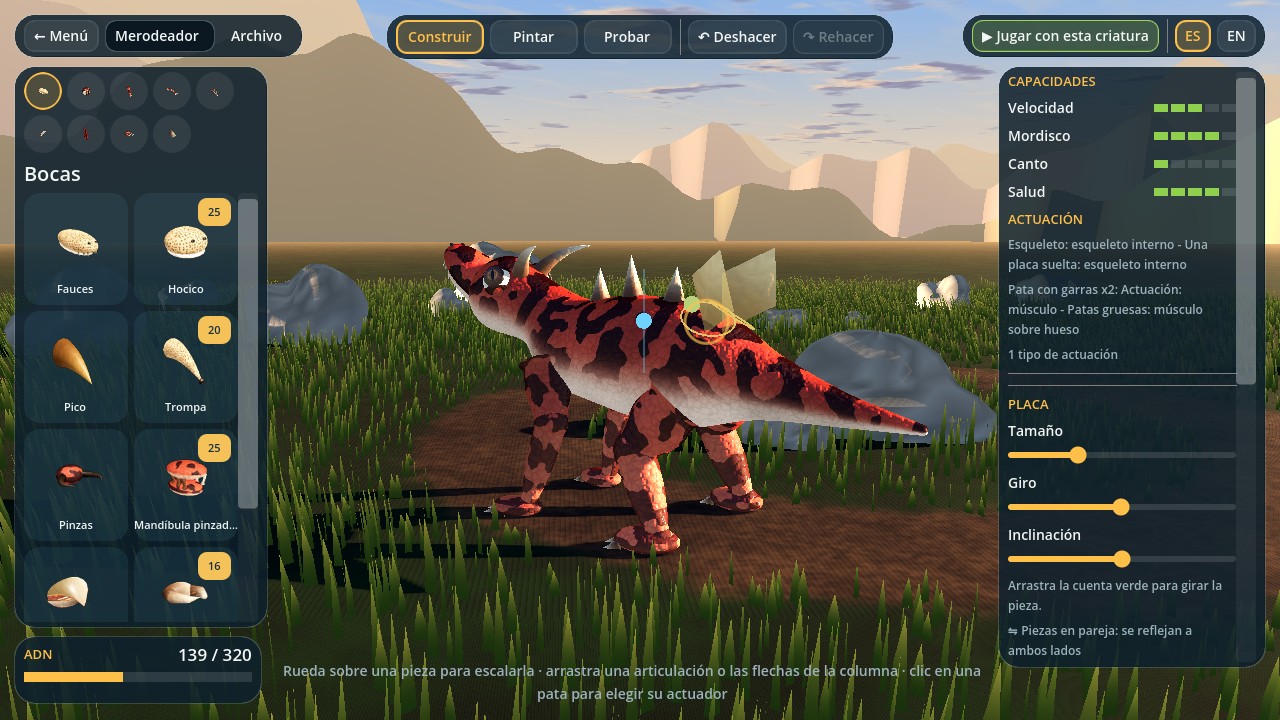 ← Menú
Merodeador
Archivo
Construir
Pintar
Probar
↶ Deshacer
↷ Rehacer
▶ Jugar con esta criatura
ES
EN
Bocas
25
Fauces
Hocico
20
Pico
Trompa
25
Pinzas
Mandíbula pinzad...
16
ADN
139 / 320
CAPACIDADES
Velocidad
Mordisco
Canto
Salud
ACTUACIÓN
Esqueleto: esqueleto interno - Una
placa suelta: esqueleto interno
Pata con garras x2: Actuación:
músculo - Patas gruesas: músculo
sobre hueso
1 tipo de actuación
PLACA
Tamaño
Giro
Inclinación
Arrastra la cuenta verde para girar la
pieza.
⇋ Piezas en pareja: se reflejan a
ambos lados
Rueda sobre una pieza para escalarla · arrastra una articulación o las flechas de la columna · clic en una
pata para elegir su actuador